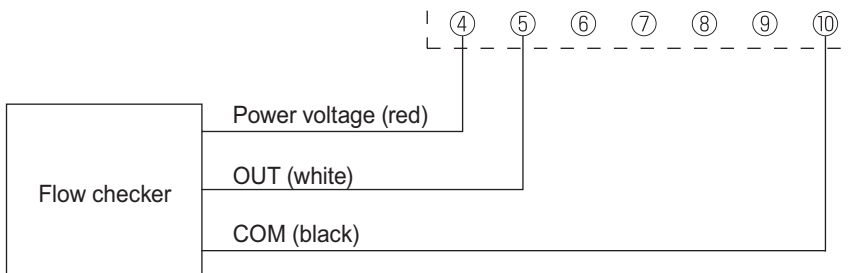 ④ ⑤ ⑥ ⑦ ⑧ ⑨ ⑩
Power voltage (red)
OUT (white)
Flow checker
COM (black)